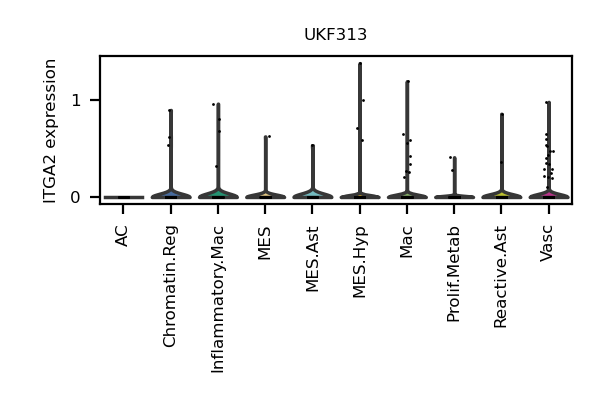 UKF313
ITGA2 expression
1
0
AC
Chromatin.Reg
Inflammatory.Mac
MES
MES.Ast
MES.Hyp
Mac
Prolif.Metab
Reactive.Ast
Vasc